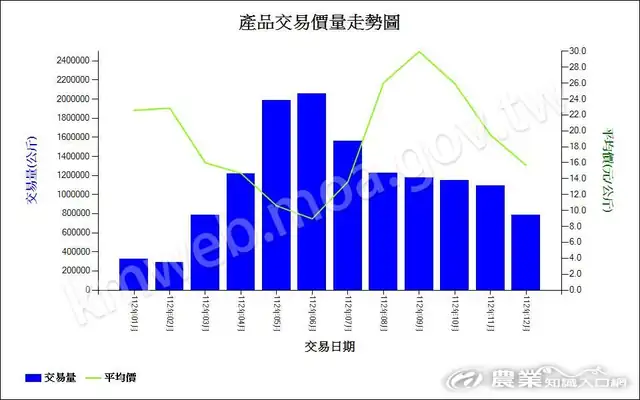 產品交易價量走勢圖
交易量(公斤)
2400000
2200000
2000000
1800000
1600000
1400000
1200000
1000000
800000
600000
400000
200000
0
30.0
28.0
26.0
24.0
22.0
20.0
18.0
16.0
14.0
12.0
10.0
8.0
6.0
4.0
2.0
0.0
平均價(元/公斤)
112年01月
112年02月
112年03月
112年04月
112年05月
112年06月
112年07月
112年08月
112年09月
112年10月
112年11月
112年12月
交易日期
交易量 平均價
kmweb.moa.gov.tw
農業知識入口網